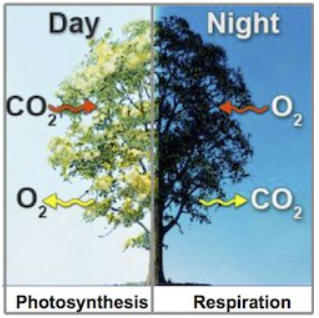 Day
Night
CO₂
O₂
O₂
CO₂
Photosynthesis
Respiration